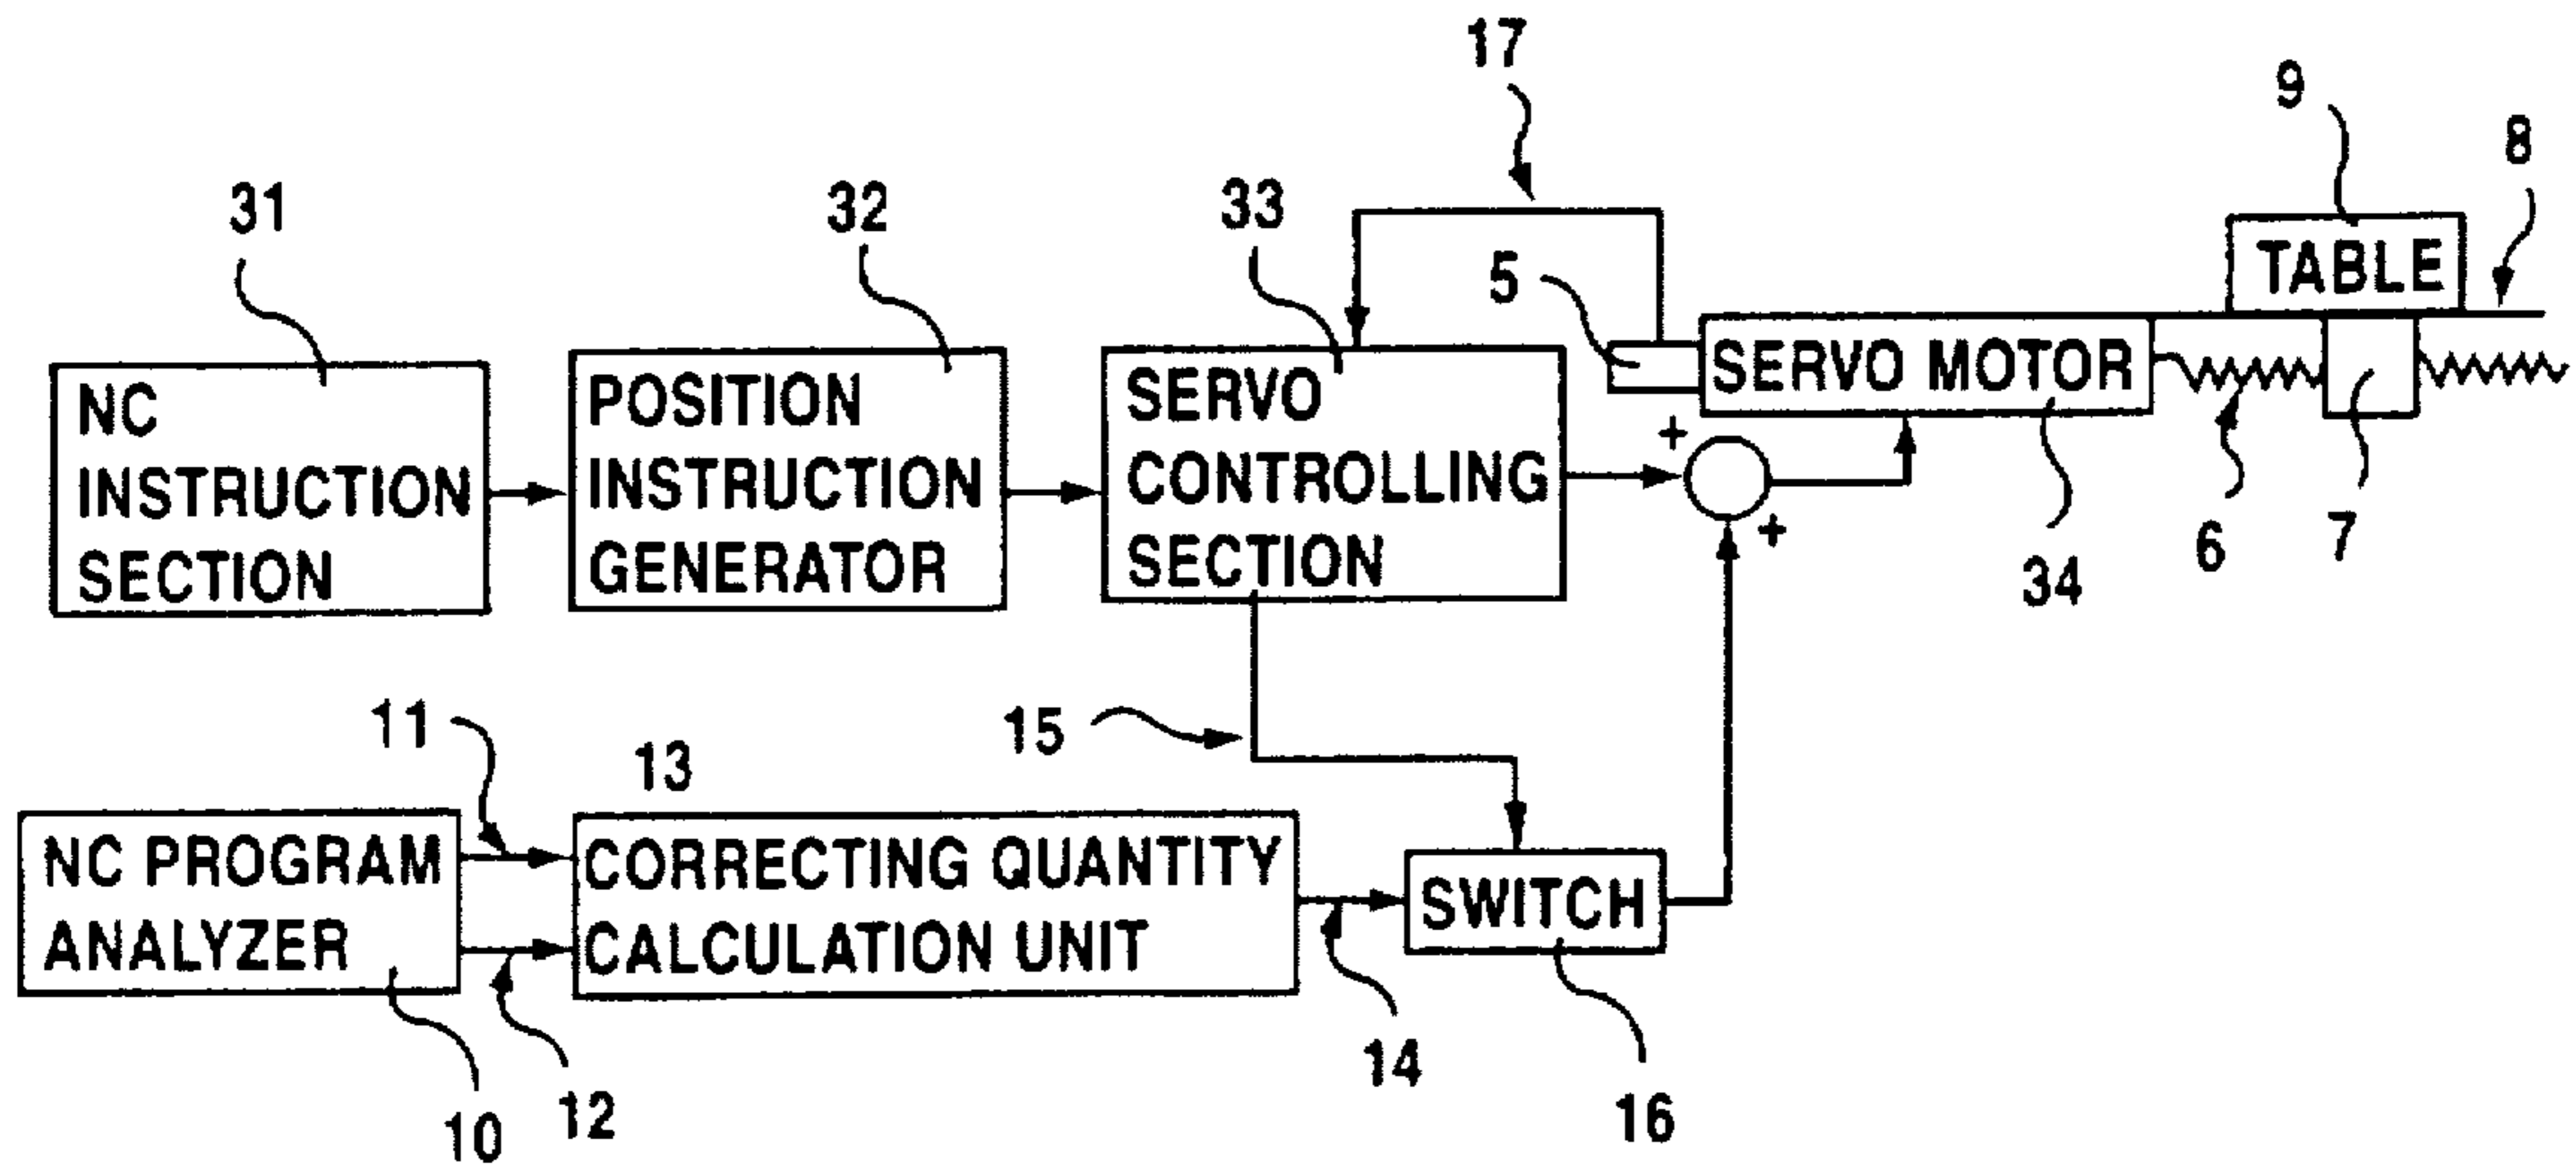 17
9
8
31
32
33
5
TABLE
NC
INSTRUCTION
SECTION
POSITION
INSTRUCTION
GENERATOR
SERVO
CONTROLLING
SECTION
SERVO MOTOR
+
+
6
7
34
11
13
15
NC PROGRAM
ANALYZER
CORRECTING QUANTITY
CALCULATION UNIT
SWITCH
10
12
14
16